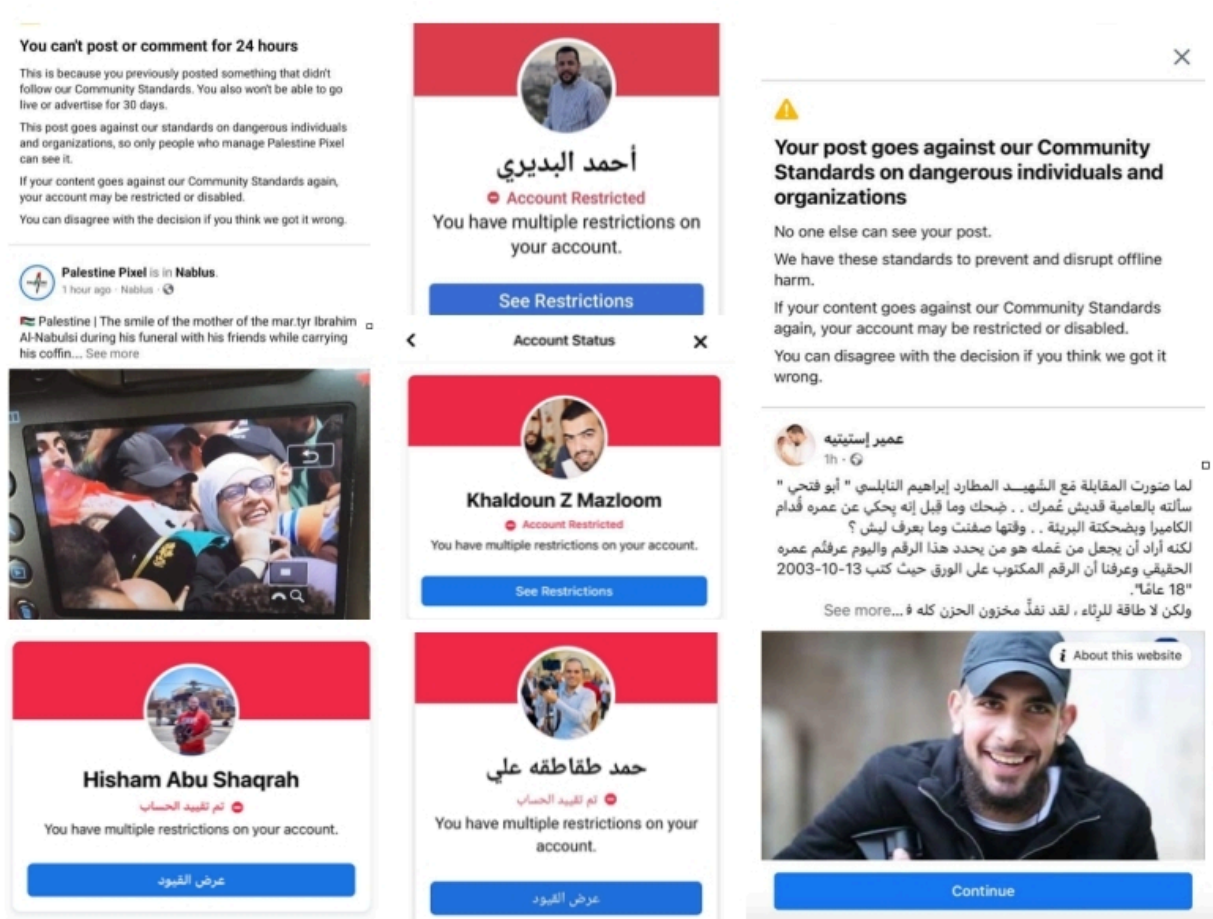 You can't post or comment for 24 hours
This is because you previously posted something that didn't
follow our Community Standards. You also won't be able to go
live or advertise for 30 days.
This post goes against our standards on dangerous individuals
and organizations, so only people who manage Palestine Pixel
can see it.
If your content goes against our Community Standards again,
your account may be restricted or disabled.
You can disagree with the decision if you think we got it wrong.
Palestine Pixel is in Nablus.
1 hour ago · Nablus ·
🇵🇸 Palestine | The smile of the mother of the mar.tyr Ibrahim
Al-Nabulsi during his funeral with his friends while carrying
his coffin... See more
Hisham Abu Shaqrah
تم تقييد الحساب
You have multiple restrictions on your account.
عرض القيود
أحمد البديري
Account Restricted
You have multiple restrictions on
your account.
See Restrictions
Account Status
Khaldoun Z Mazloom
Account Restricted
You have multiple restrictions on your account.
See Restrictions
حمد طقاطقه علي
تم تقييد الحساب
You have multiple restrictions on your
account.
عرض القيود
Your post goes against our Community
Standards on dangerous individuals and
organizations
No one else can see your post.
We have these standards to prevent and disrupt offline
harm.
If your content goes against our Community Standards
again, your account may be restricted or disabled.
You can disagree with the decision if you think we got it
wrong.
عمير إستيتيه
1h ·
لما صَورت المقابلة مَع الشَهيـــد المطارد إبراهيم النابلسي " أبو فتحي "
سألته بالعامية قديش عُمرك . . ضِحك وما قِبل إنه يِحكي عن عمره قُدام
الكاميرا وبضحكتة البريئة . . وقتها صفنت وما بعرف ليش ؟
لكنه أراد أن يجعل من عَمله هو من يحدد هذا الرقم واليوم عرفتُم عمره
الحقيقي وعرفنا أن الرقم المكتوب على الورق حيث كتب 13-10-2003
"18 عامًا".
ولكن لا طاقة للرِثاء ، لقد نفذَّ مخزون الحزن كله ف... See more
About this website
Continue